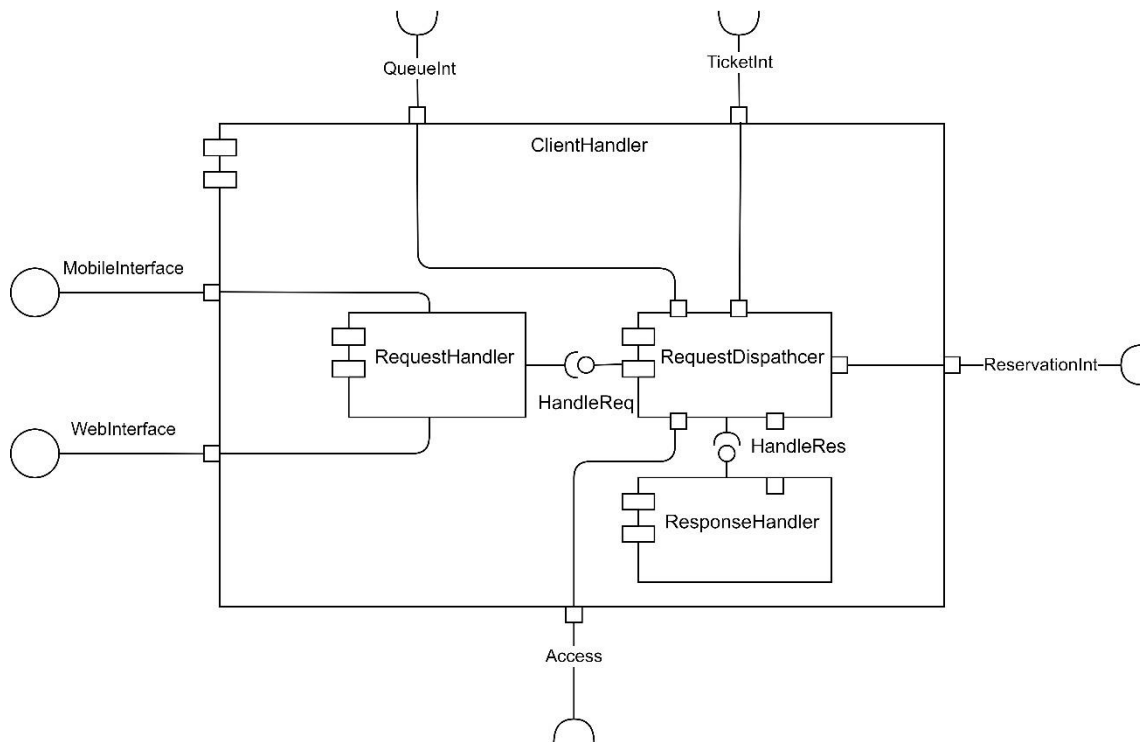 QueueInt
TicketInt
ClientHandler
MobileInterface
RequestHandler
RequestDispathcer
ReservationInt
HandleReq
WebInterface
HandleRes
ResponseHandler
Access